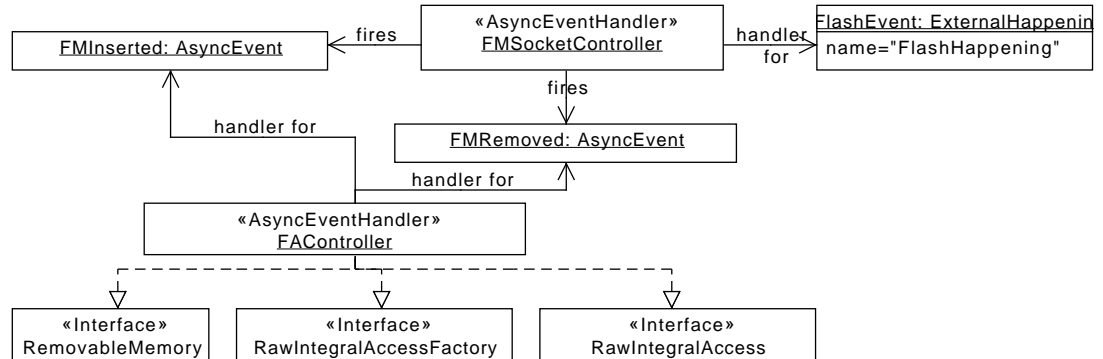 «AsyncEventHandler»
FMSocketController
FMInserted: AsyncEvent
fires
handler
for
FlashEvent: ExternalHappenin
name="FlashHappening"
fires
handler for
FMRemoved: AsyncEvent
handler for
«AsyncEventHandler»
FAController
«Interface»
RemovableMemory
«Interface»
RawIntegralAccessFactory
«Interface»
RawIntegralAccess